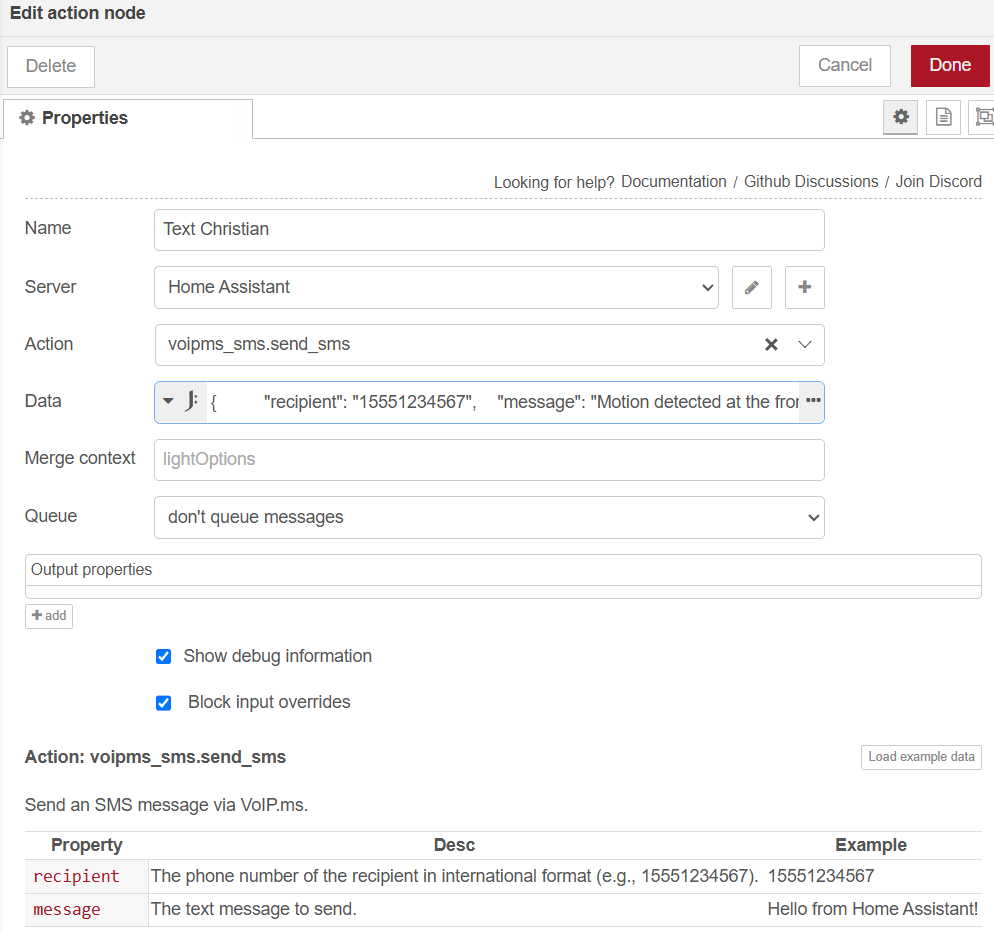 Edit action node
Delete Cancel Done
Properties
Looking for help? Documentation / Github Discussions / Join Discord
Name Text Christian
Server Home Assistant
Action voipms_sms.send_sms
Data J: { "recipient": "15551234567", "message": "Motion detected at the fron
Merge context lightOptions
Queue don't queue messages
Output properties
add
Show debug information
Block input overrides
Action: voipms_sms.send_sms Load example data
Send an SMS message via VoIP.ms.
Property Desc Example
recipient The phone number of the recipient in international format (e.g., 15551234567). 15551234567
message The text message to send. Hello from Home Assistant!